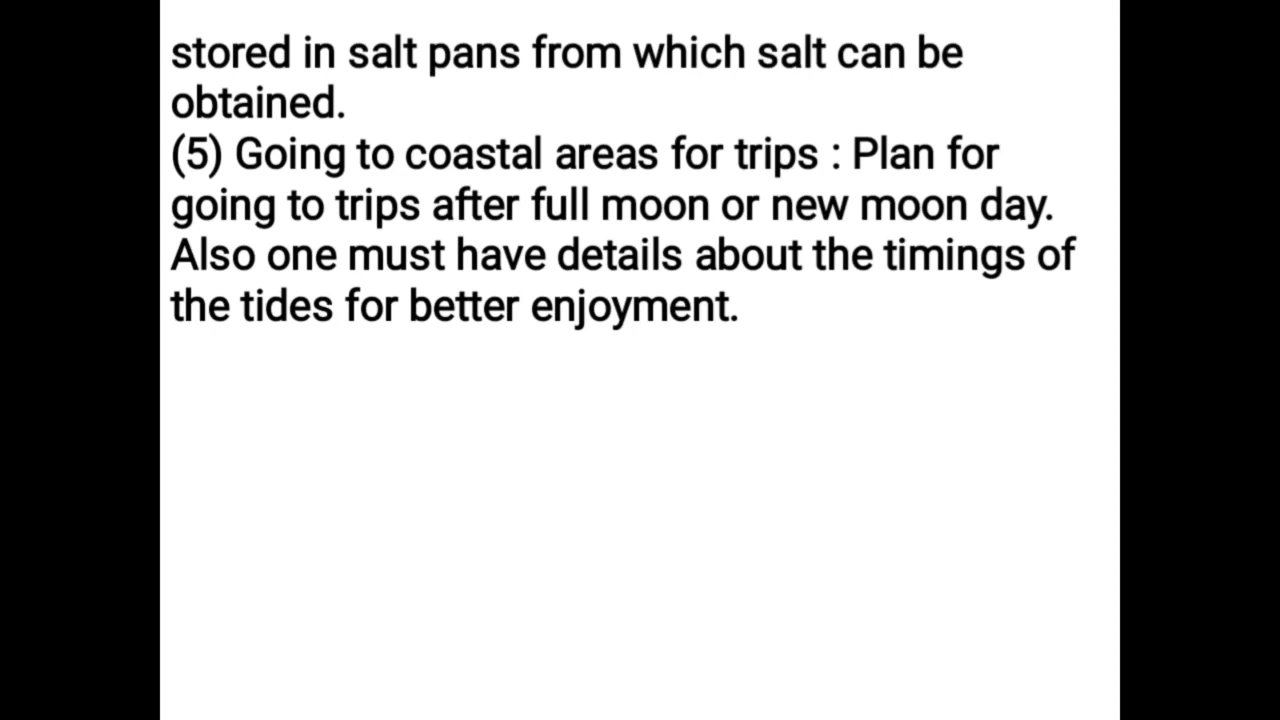 stored in salt pans from which salt can be
obtained.
(5) Going to coastal areas for trips : Plan for
going to trips after full moon or new moon day.
Also one must have details about the timings of
the tides for better enjoyment.